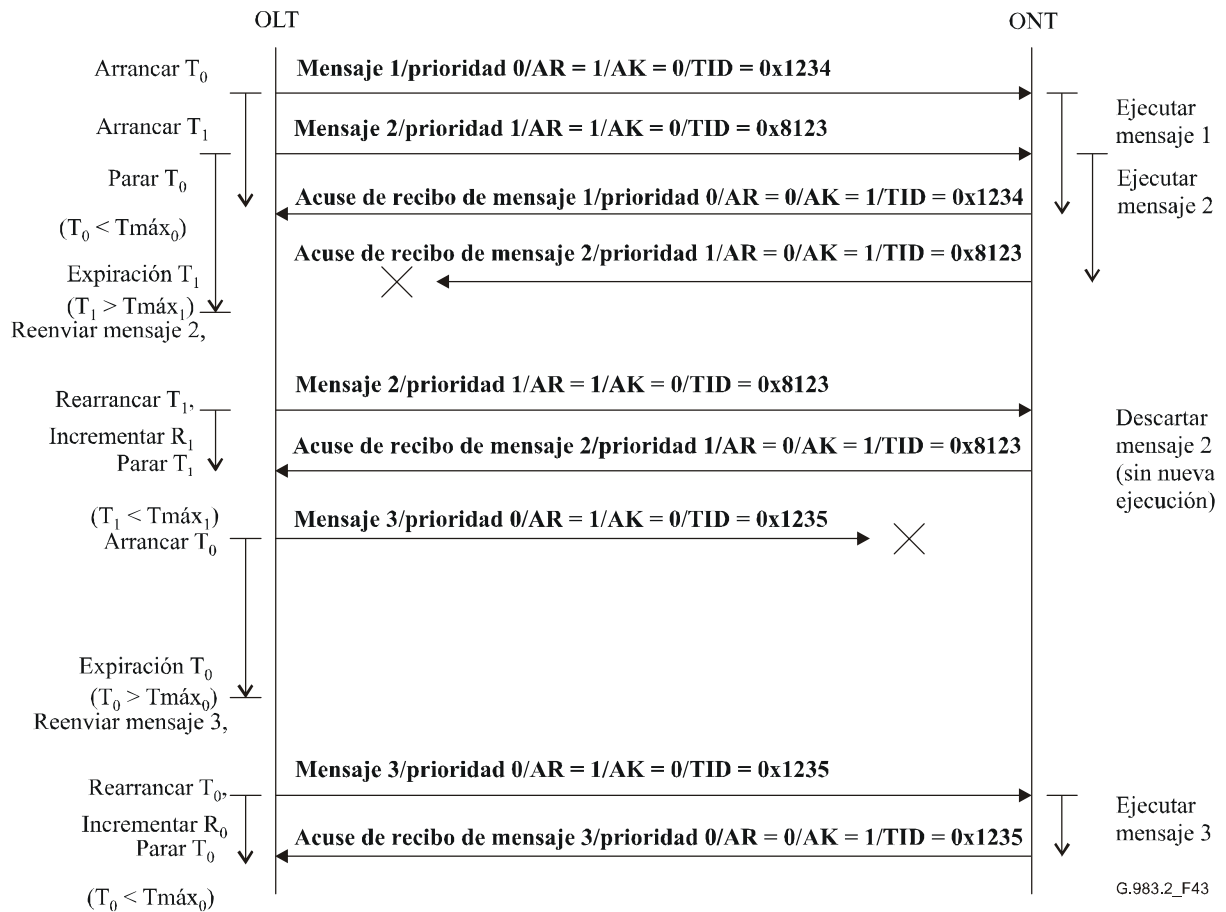 OLT
ONT
Arrancar T0
Mensaje 1/prioridad 0/AR = 1/AK = 0/TID = 0x1234
Ejecutar
mensaje 1
Arrancar T1
Mensaje 2/prioridad 1/AR = 1/AK = 0/TID = 0x8123
Parar T0
Ejecutar
mensaje 2
Acuse de recibo de mensaje 1/prioridad 0/AR = 0/AK = 1/TID = 0x1234
(T0 < Tmáx0)
Acuse de recibo de mensaje 2/prioridad 1/AR = 0/AK = 1/TID = 0x8123
Expiración T1
(T1 > Tmáx1)
Reenviar mensaje 2,
Mensaje 2/prioridad 1/AR = 1/AK = 0/TID = 0x8123
Rearrancar T1,
Incrementar R1
Acuse de recibo de mensaje 2/prioridad 1/AR = 0/AK = 1/TID = 0x8123
Parar T1
Descartar
mensaje 2
(sin nueva
ejecución)
(T1 < Tmáx1)
Mensaje 3/prioridad 0/AR = 1/AK = 0/TID = 0x1235
Arrancar T0
Expiración T0
(T0 > Tmáx0)
Reenviar mensaje 3,
Mensaje 3/prioridad 0/AR = 1/AK = 0/TID = 0x1235
Rearrancar T0,
Incrementar R0
Acuse de recibo de mensaje 3/prioridad 0/AR = 0/AK = 1/TID = 0x1235
Parar T0
Ejecutar
mensaje 3
(T0 < Tmáx0)
G.983.2_F43